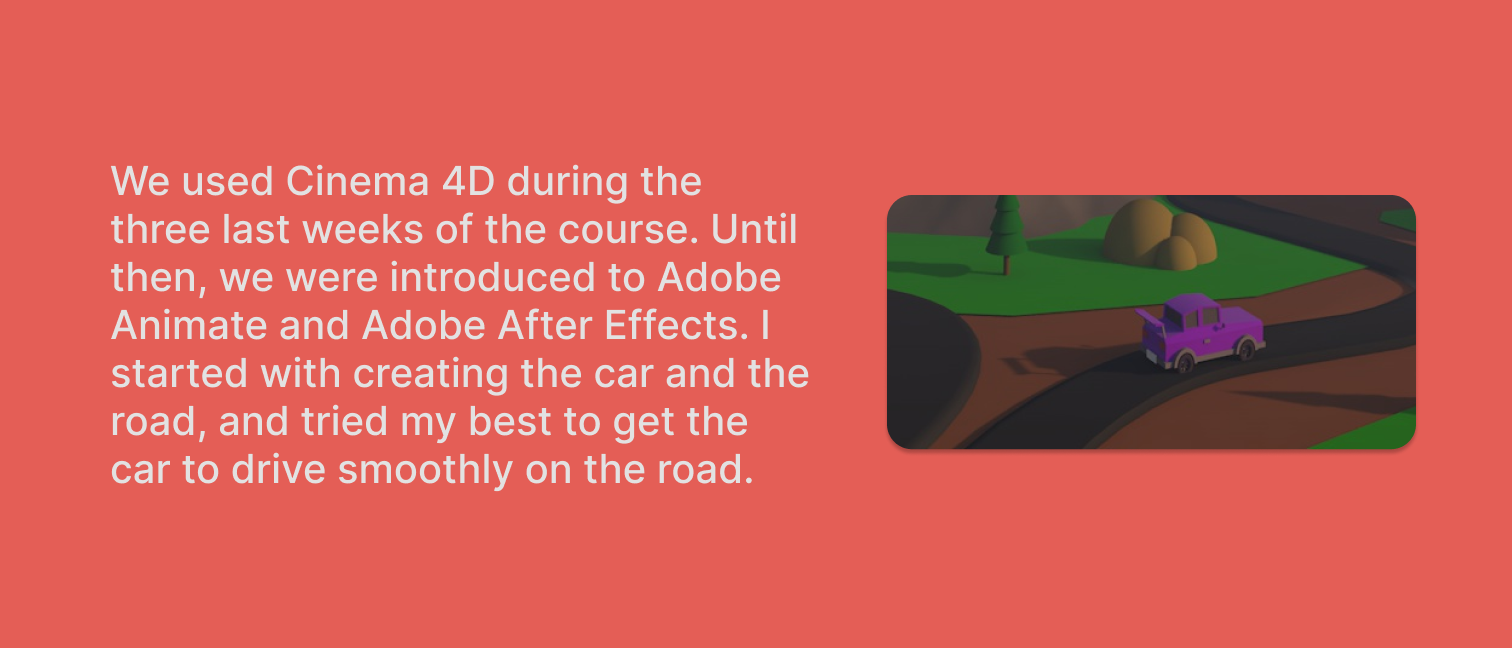 We used Cinema 4D during the
three last weeks of the course. Until
then, we were introduced to Adobe
Animate and Adobe After Effects. I
started with creating the car and the
road, and tried my best to get the
car to drive smoothly on the road.